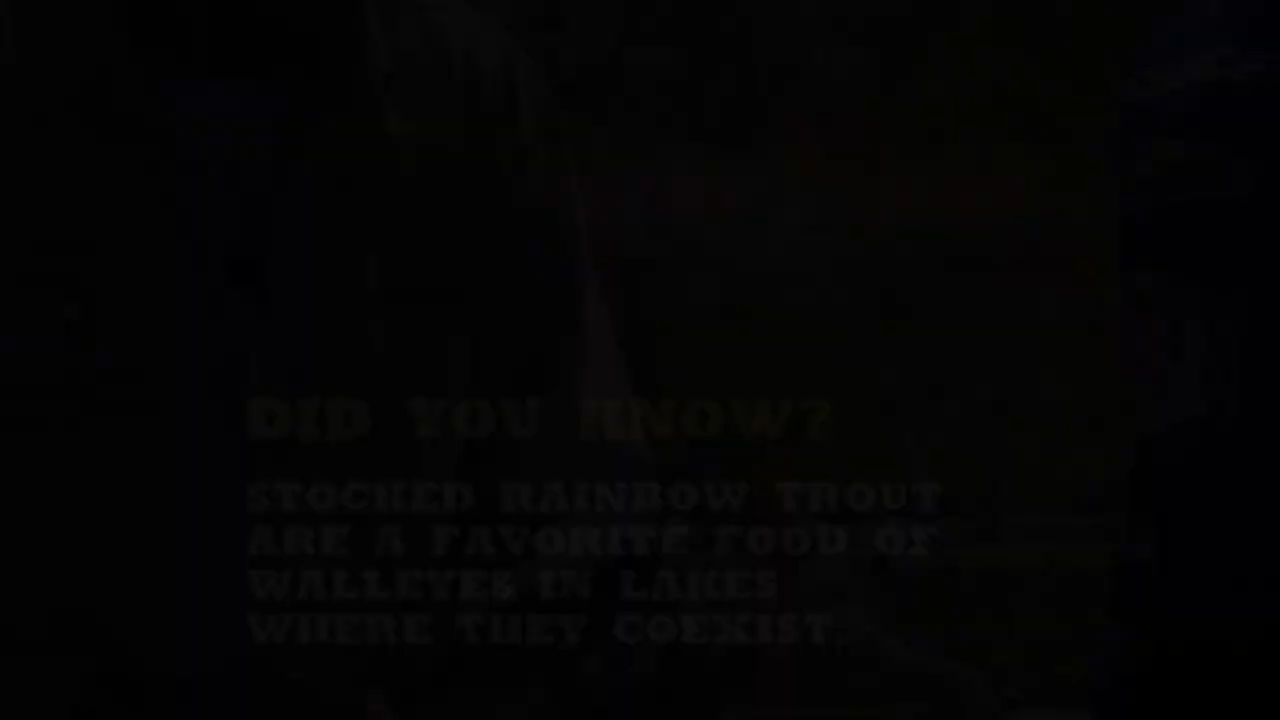 DID YOU KNOW?
STOCKED RAINBOW TROUT
ARE A FAVORITE FOOD OF
WALLEYES IN LAKES
WHERE THEY COEXIST.